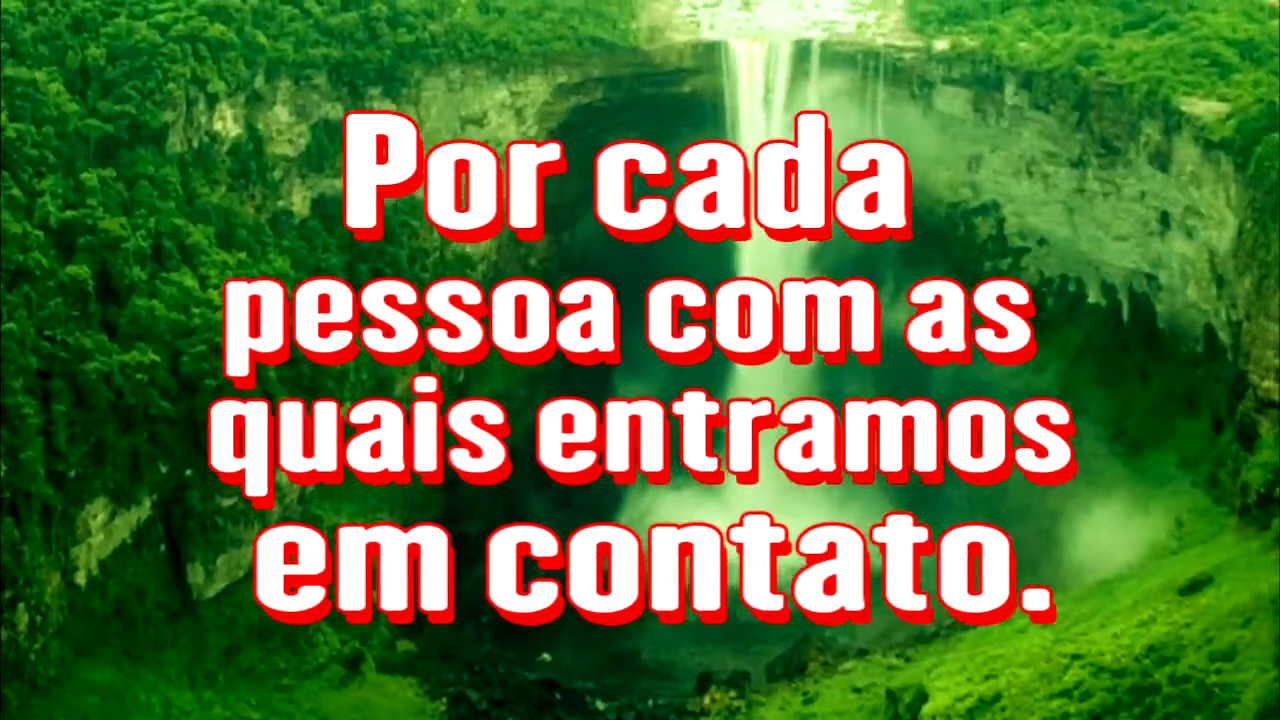 Por cada
pessoa com as
quais entramos
em contato.